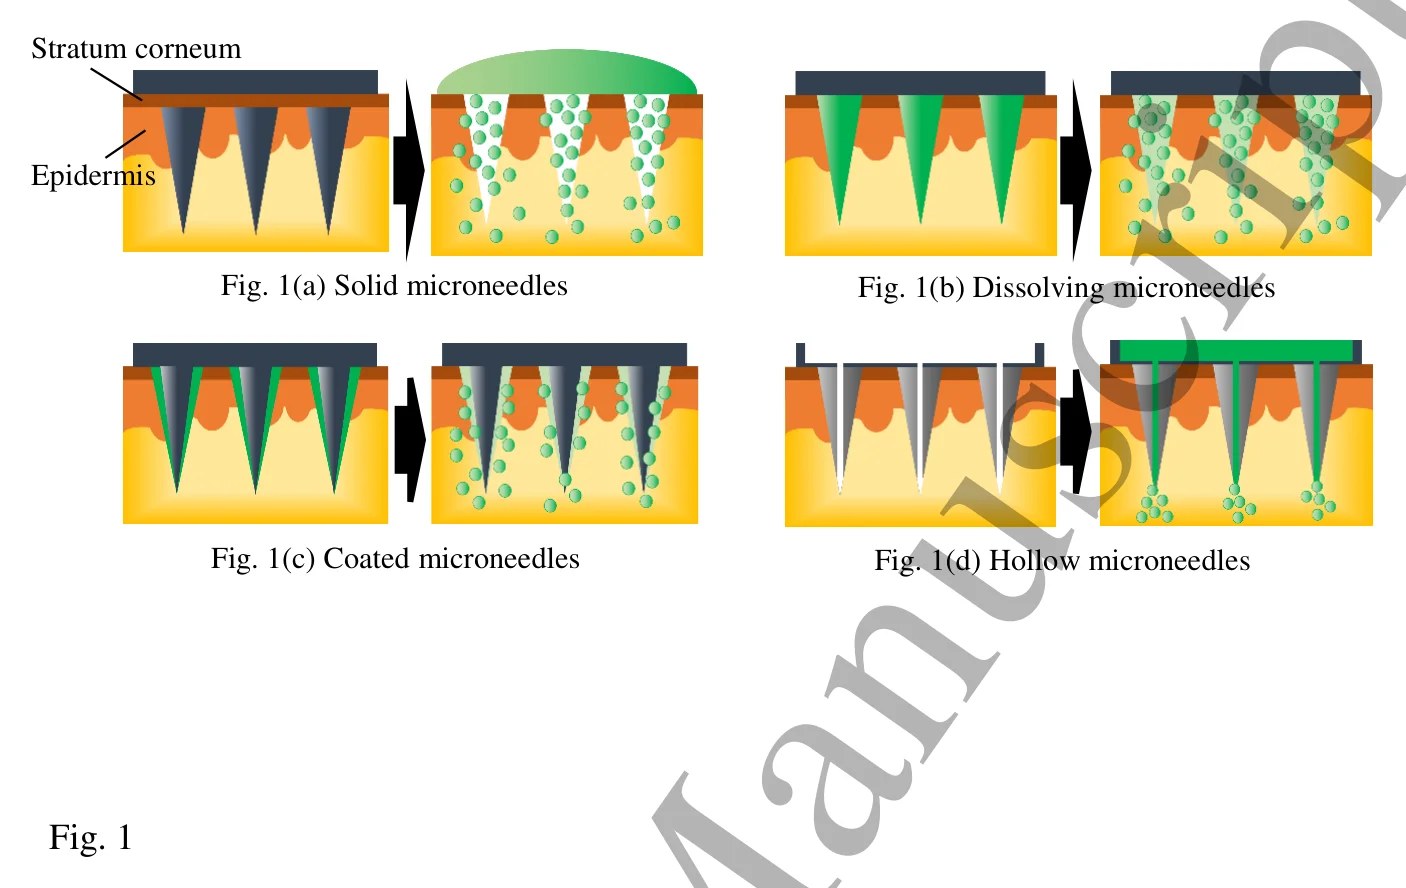 Stratum corneum
Epidermis
Fig. 1(a) Solid microneedles
Fig. 1(b) Dissolving microneedles
Fig. 1(c) Coated microneedles
Fig. 1(d) Hollow microneedles
Manuscrip
Fig. 1